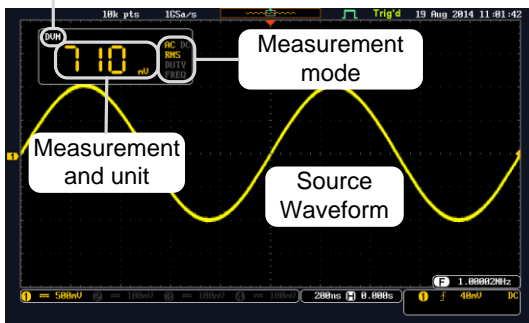 10k pts 1GSa/s Trig'd 19 Aug 2014 11:01:42
DVM
710 mV
AC DC
RMS
DUTY
FREQ
Measurement
mode
Measurement
and unit
Source
Waveform
1
F 1.00002MHz
1 500mV 2 100mV 3 100mV 4 100mV 200ns H 0.000s 1 40mV DC